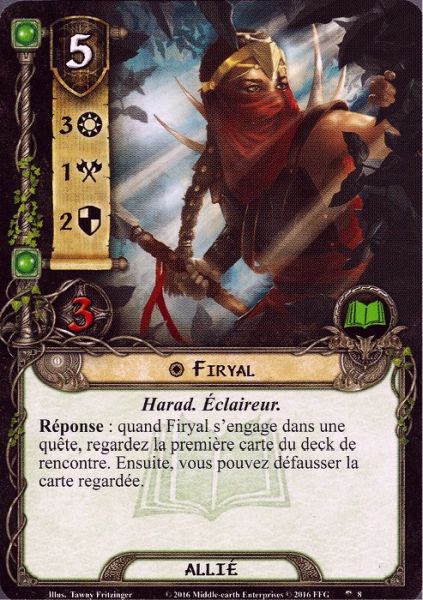 5
3
1
2
3
FIRYAL
Harad. Éclaireur.
Réponse : quand Firyal s'engage dans une
quête, regardez la première carte du deck de
rencontre. Ensuite, vous pouvez défausser la
carte regardée.
ALLIÉ
Illus. Tawny Fritzinger © 2016 Middle-earth Enterprises © 2016 FFG 8